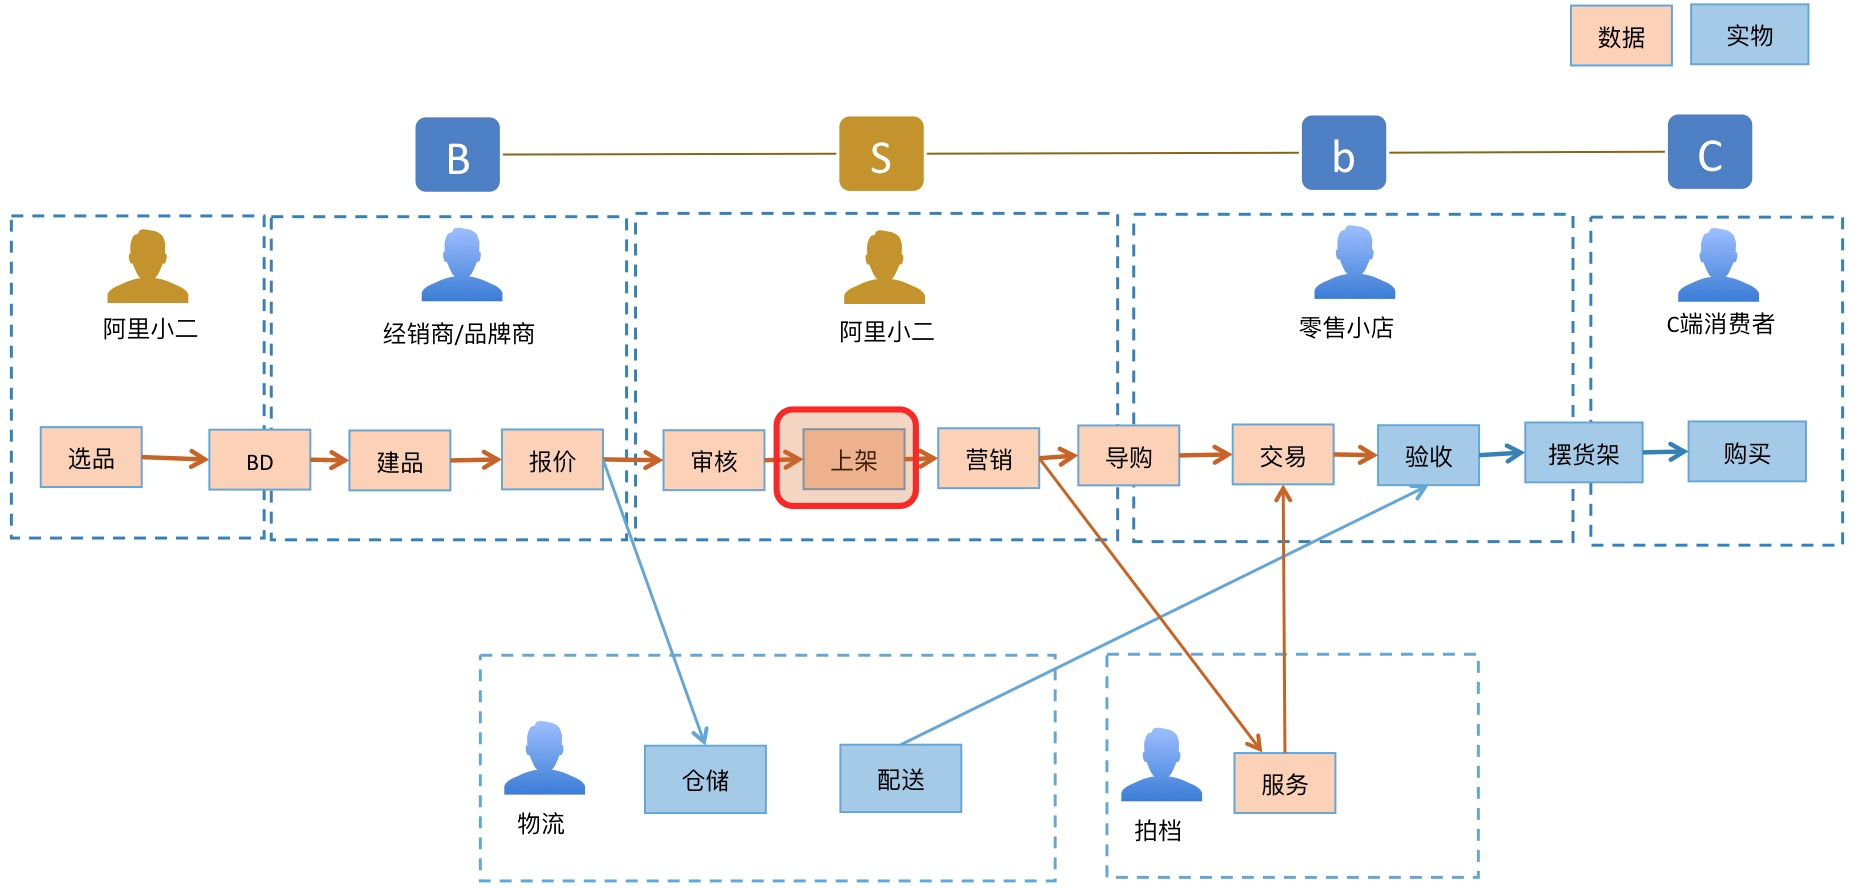 数据
实物
B
S
b
C
阿里小二
经销商/品牌商
阿里小二
零售小店
C端消费者
选品
BD
建品
报价
审核
上架
营销
导购
交易
验收
摆货架
购买
物流
仓储
配送
拍档
服务